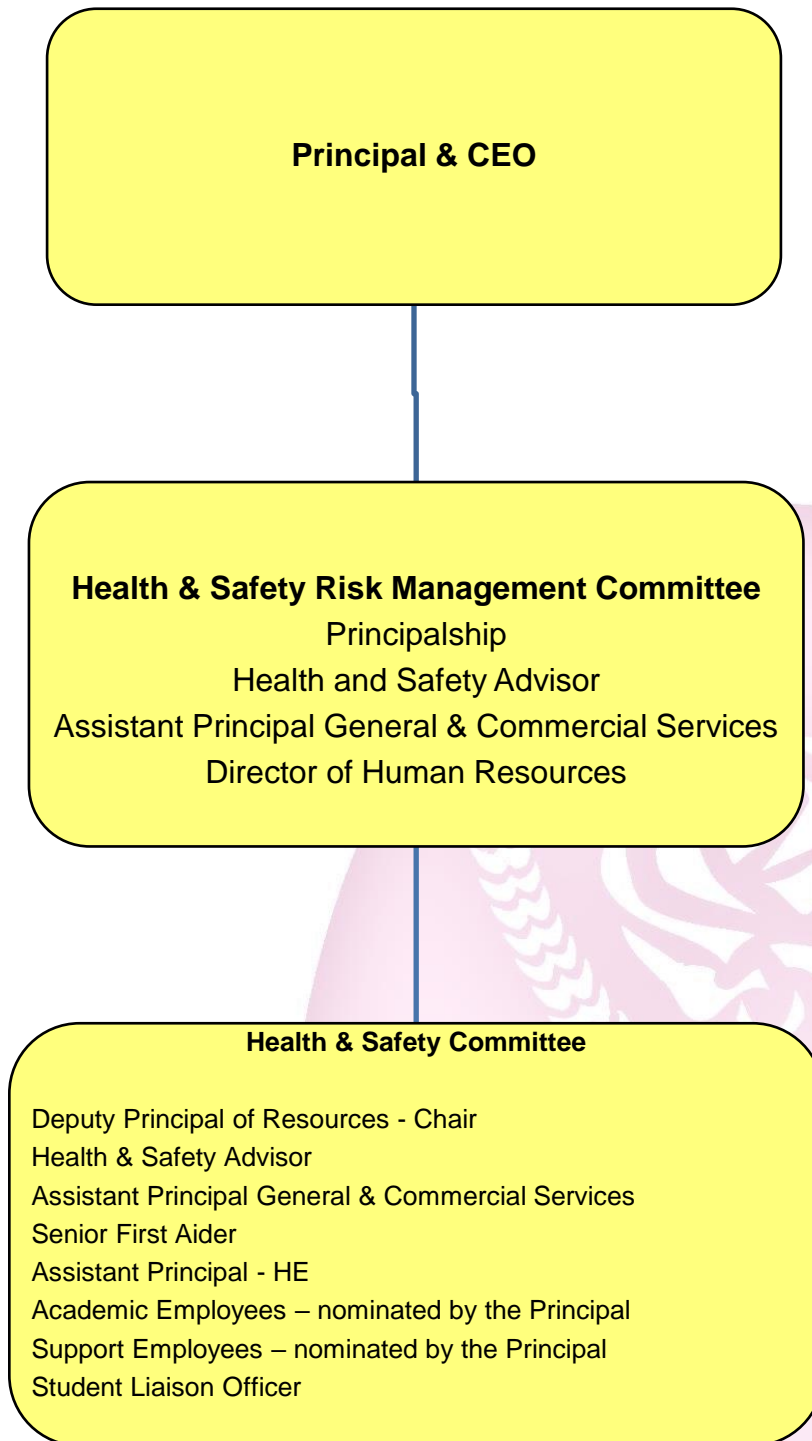 Principal & CEO
Health & Safety Risk Management Committee
Principalship
Health and Safety Advisor
Assistant Principal General & Commercial Services
Director of Human Resources
Health & Safety Committee
Deputy Principal of Resources - Chair
Health & Safety Advisor
Assistant Principal General & Commercial Services
Senior First Aider
Assistant Principal - HE
Academic Employees – nominated by the Principal
Support Employees – nominated by the Principal
Student Liaison Officer